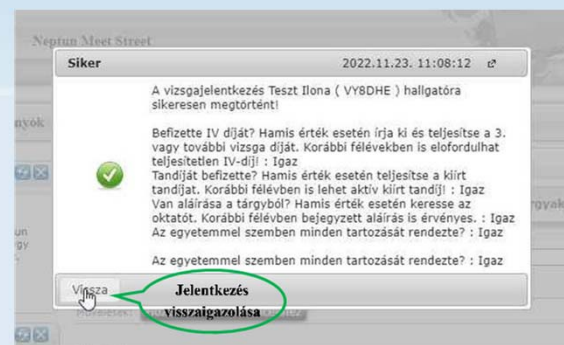 Neptun Meet Street
Siker
2022.11.23. 11:08:12
A vizsgajelentkezés Teszt Ilona ( VY8DHE ) hallgatóra
sikeresen megtörtént!
Befizette IV díját? Hamis érték esetén írja ki és teljesítse a 3.
vagy további vizsga díját. Korábbi félévekben is elofordulhat
teljesítetlen IV-díj! : Igaz
Tandíját befizette? Hamis érték esetén teljesítse a kiírt
tandíjat. Korábbi félévben is lehet aktív kiírt tandíj! : Igaz
Van aláírása a tárgyból? Hamis érték esetén keresse az
oktatót. Korábbi félévben bejegyzett aláírás is érvényes. : Igaz
Az egyetemmel szemben minden tartozását rendezte? : Igaz
Az egyetemmel szemben minden tartozását rendezte? : Igaz
Vissza
Jelentkezés
visszaigazolása